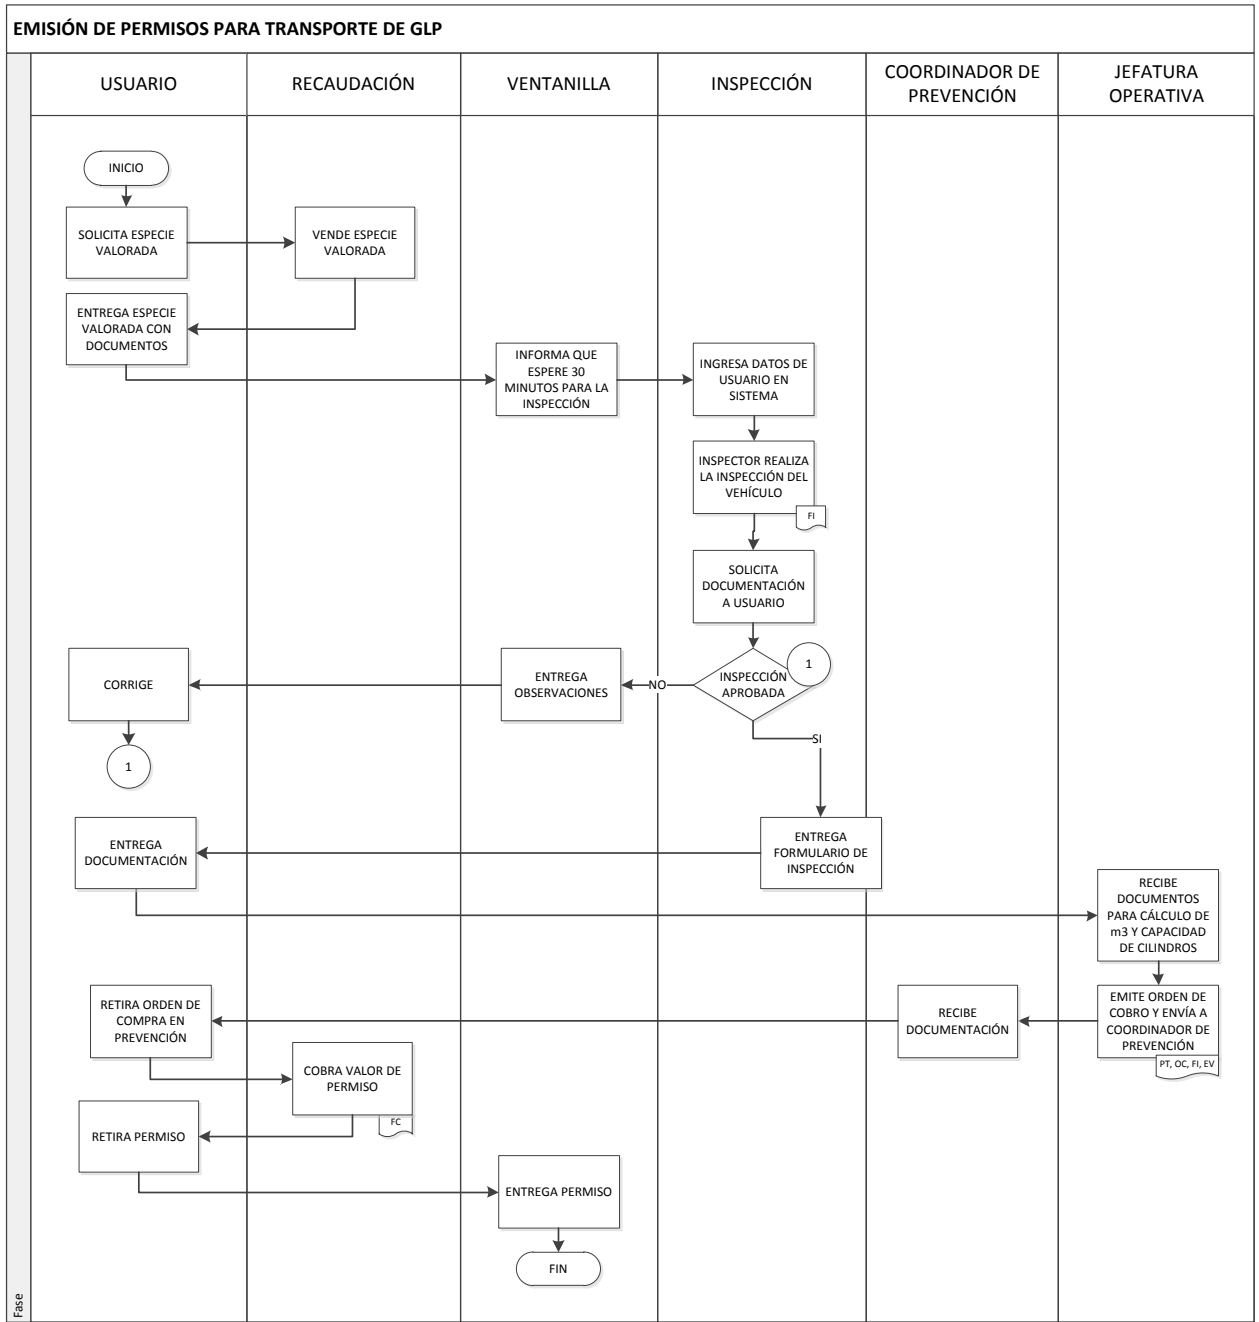 EMISIÓN DE PERMISOS PARA TRANSPORTE DE GLP
USUARIO
RECAUDACIÓN
VENTANILLA
INSPECCIÓN
COORDINADOR DE
PREVENCIÓN
JEFATURA
OPERATIVA
INICIO
SOLICITA ESPECIE
VALORADA
VENDE ESPECIE
VALORADA
ENTREGA ESPECIE
VALORADA CON
DOCUMENTOS
INFORMA QUE
ESPERE 30
MINUTOS PARA LA
INSPECCIÓN
INGRESA DATOS DE
USUARIO EN
SISTEMA
INSPECTOR REALIZA
LA INSPECCIÓN DEL
VEHÍCULO
FI
SOLICITA
DOCUMENTACIÓN
A USUARIO
INSPECCIÓN
APROBADA
1
NO
ENTREGA
OBSERVACIONES
CORRIGE
1
SI
ENTREGA
FORMULARIO DE
INSPECCIÓN
ENTREGA
DOCUMENTACIÓN
RECIBE
DOCUMENTOS
PARA CÁLCULO DE
m3 Y CAPACIDAD
DE CILINDROS
EMITE ORDEN DE
COBRO Y ENVÍA A
COORDINADOR DE
PREVENCIÓN
PT, OC, FI, EV
RECIBE
DOCUMENTACIÓN
RETIRA ORDEN DE
COMPRA EN
PREVENCIÓN
COBRA VALOR DE
PERMISO
FC
RETIRA PERMISO
ENTREGA PERMISO
FIN
Fase